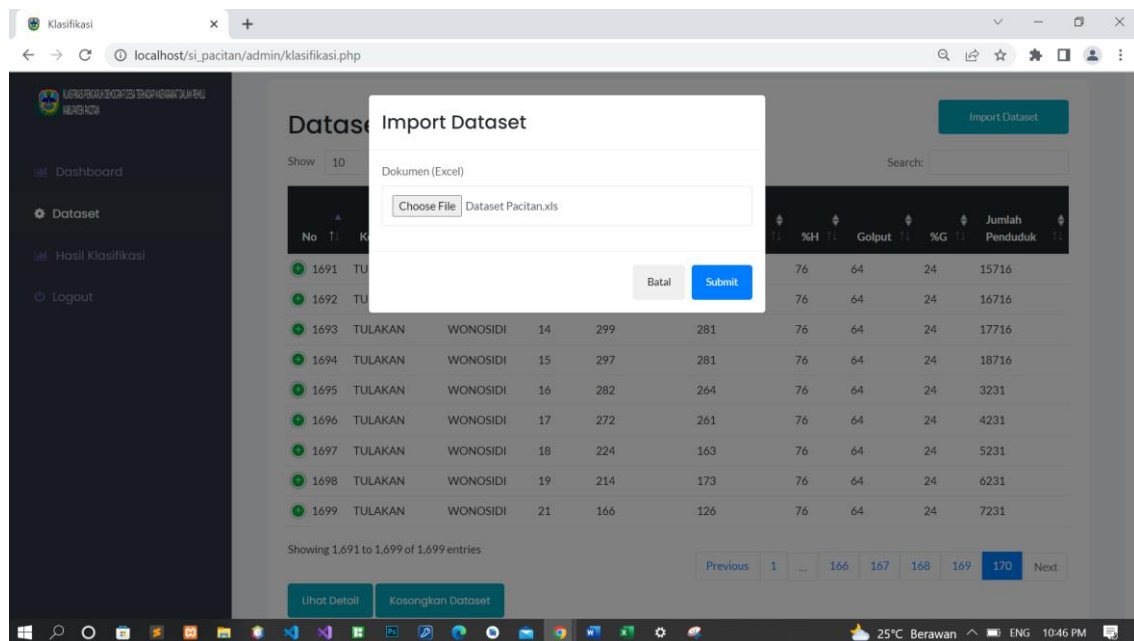 Klasifikasi
localhost/si_pacitan/admin/klasifikasi.php
Dashboard
Dataset
Hasil Klasifikasi
Logout
Import Dataset
Show 10
Search:
Import Dataset
Dokumen (Excel)
Choose File Dataset Pacitan.xls
Batal Submit
No %H Golput %G Jumlah Penduduk
1691 76 64 24 15716
1692 76 64 24 16716
1693 TULAKAN WONOSIDI 14 299 281 76 64 24 17716
1694 TULAKAN WONOSIDI 15 297 281 76 64 24 18716
1695 TULAKAN WONOSIDI 16 282 264 76 64 24 3231
1696 TULAKAN WONOSIDI 17 272 261 76 64 24 4231
1697 TULAKAN WONOSIDI 18 224 163 76 64 24 5231
1698 TULAKAN WONOSIDI 19 214 173 76 64 24 6231
1699 TULAKAN WONOSIDI 21 166 126 76 64 24 7231
Showing 1,691 to 1,699 of 1,699 entries
Previous 1 ... 166 167 168 169 170 Next
Lihat Detail Kosongkan Dataset
25°C Berawan ENG 10:46 PM